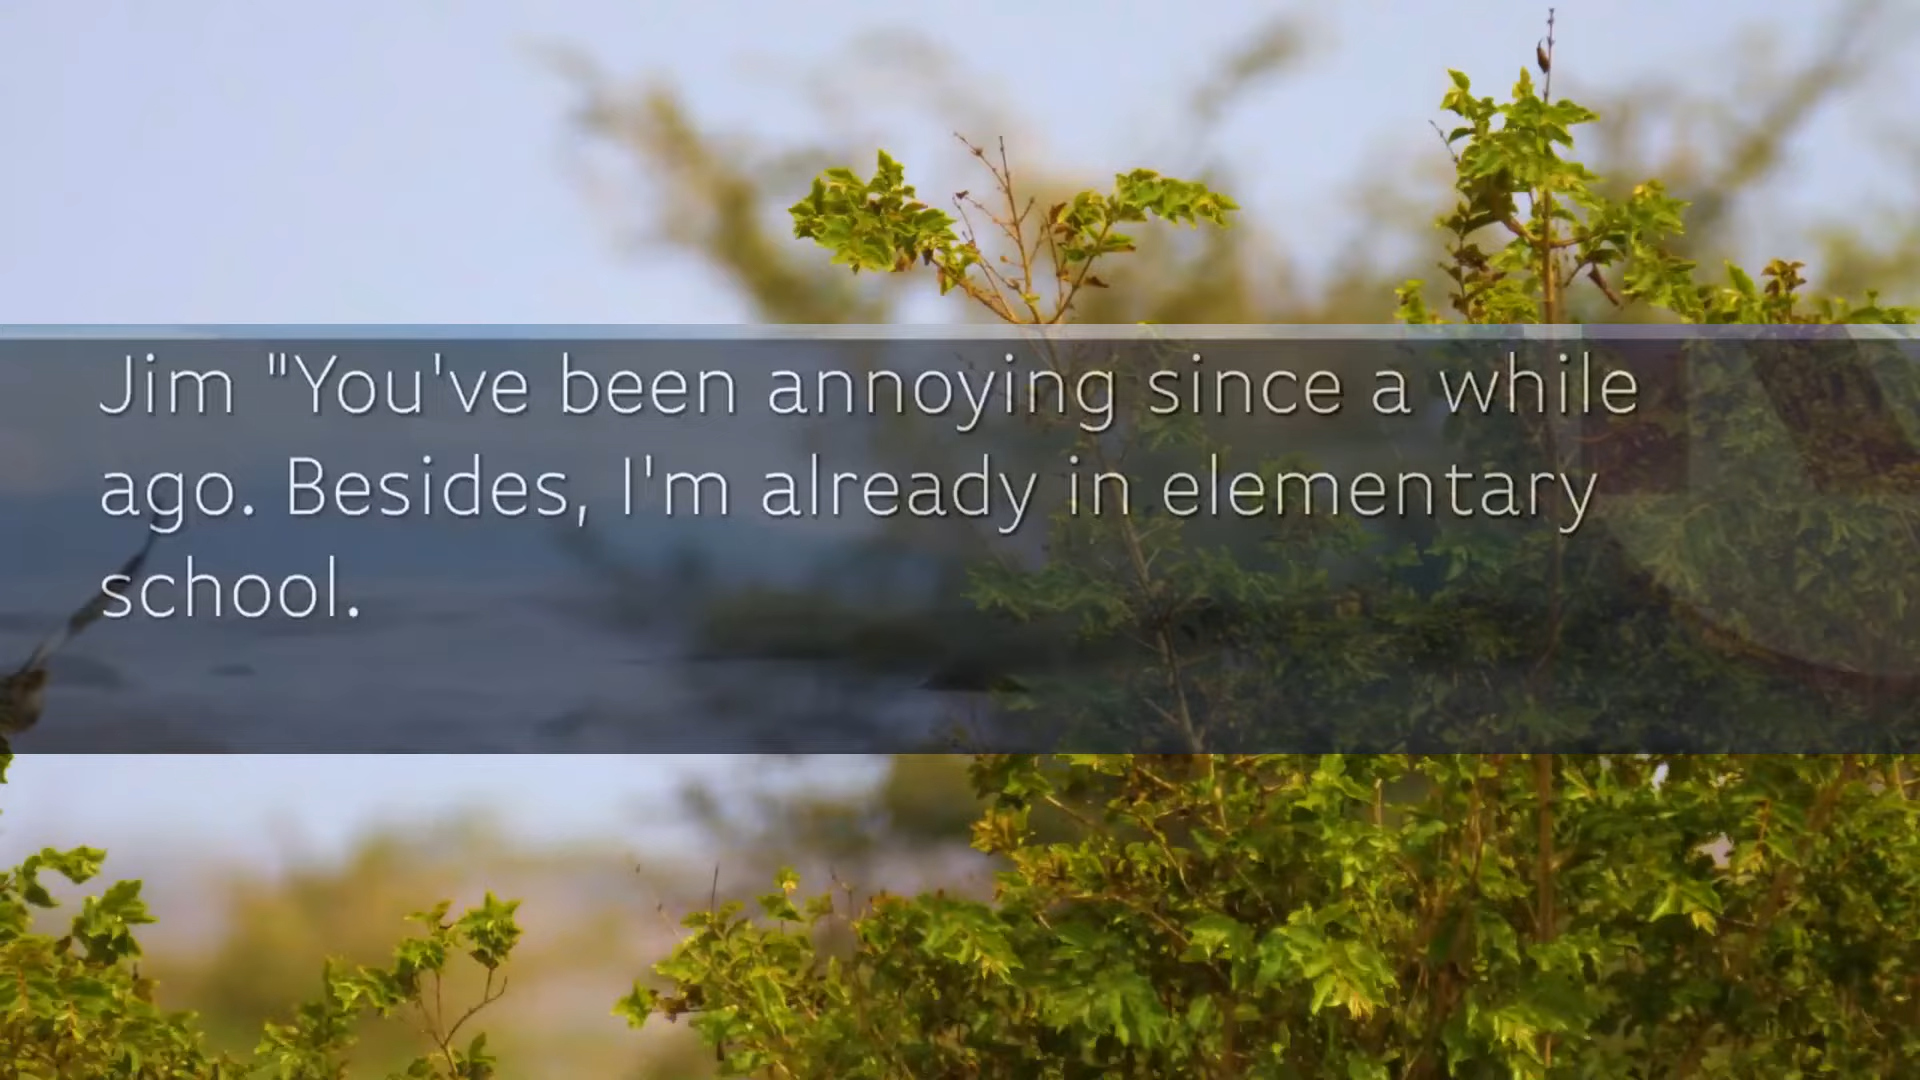 Jim "You've been annoying since a while
ago. Besides, I'm already in elementary
school.